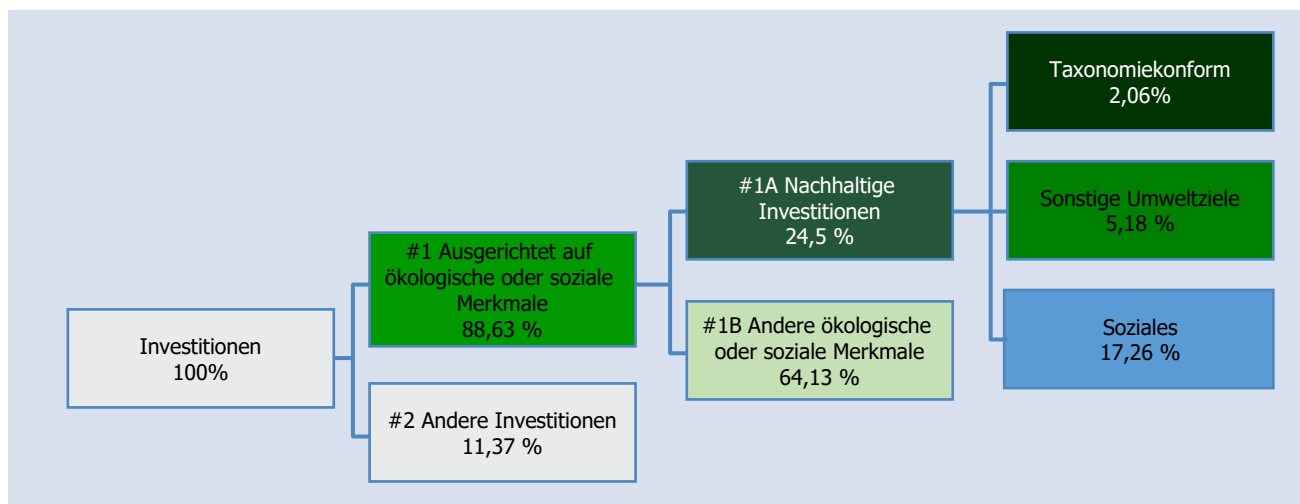 Investitionen
100%
#1 Ausgerichtet auf
ökologische oder soziale
Merkmale
88,63 %
#2 Andere Investitionen
11,37 %
#1A Nachhaltige
Investitionen
24,5 %
#1B Andere ökologische
oder soziale Merkmale
64,13 %
Taxonomiekonform
2,06%
Sonstige Umweltziele
5,18 %
Soziales
17,26 %